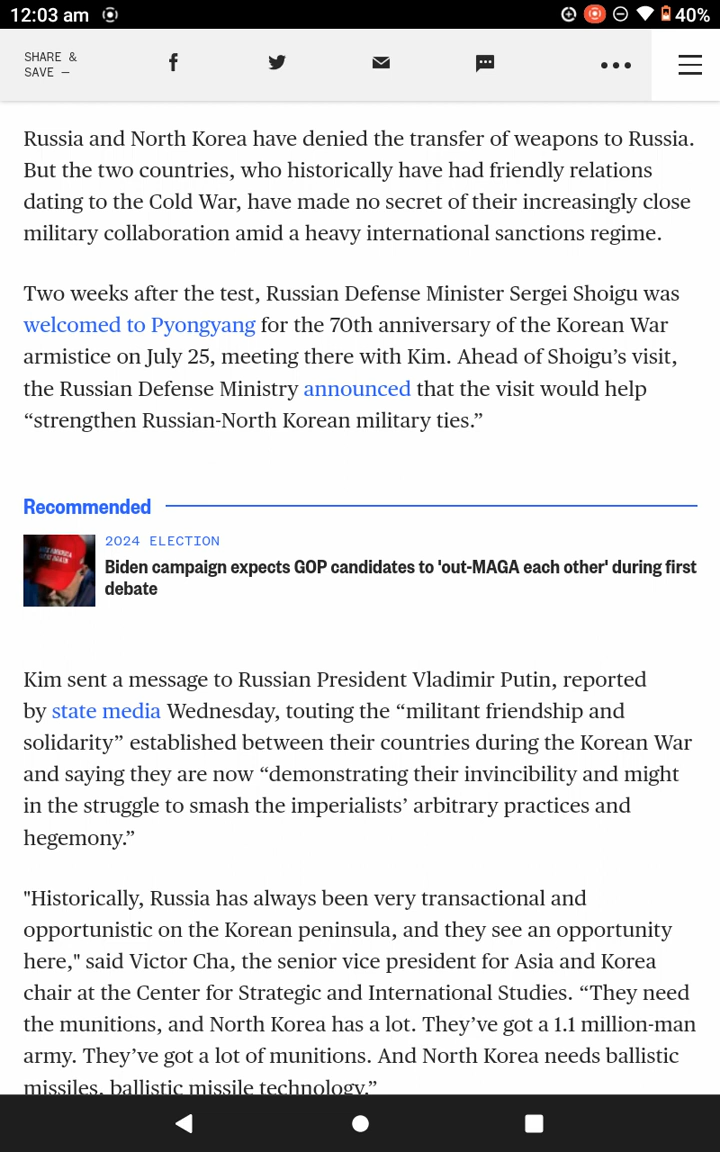 12:03 am
40%
SHARE &
SAVE —
Russia and North Korea have denied the transfer of weapons to Russia.
But the two countries, who historically have had friendly relations
dating to the Cold War, have made no secret of their increasingly close
military collaboration amid a heavy international sanctions regime.
Two weeks after the test, Russian Defense Minister Sergei Shoigu was
welcomed to Pyongyang for the 70th anniversary of the Korean War
armistice on July 25, meeting there with Kim. Ahead of Shoigu’s visit,
the Russian Defense Ministry announced that the visit would help
“strengthen Russian-North Korean military ties.”
Recommended
2024 ELECTION
Biden campaign expects GOP candidates to 'out-MAGA each other' during first
debate
Kim sent a message to Russian President Vladimir Putin, reported
by state media Wednesday, touting the “militant friendship and
solidarity” established between their countries during the Korean War
and saying they are now “demonstrating their invincibility and might
in the struggle to smash the imperialists’ arbitrary practices and
hegemony.”
"Historically, Russia has always been very transactional and
opportunistic on the Korean peninsula, and they see an opportunity
here," said Victor Cha, the senior vice president for Asia and Korea
chair at the Center for Strategic and International Studies. “They need
the munitions, and North Korea has a lot. They’ve got a 1.1 million-man
army. They’ve got a lot of munitions. And North Korea needs ballistic
missiles, ballistic missile technology.”